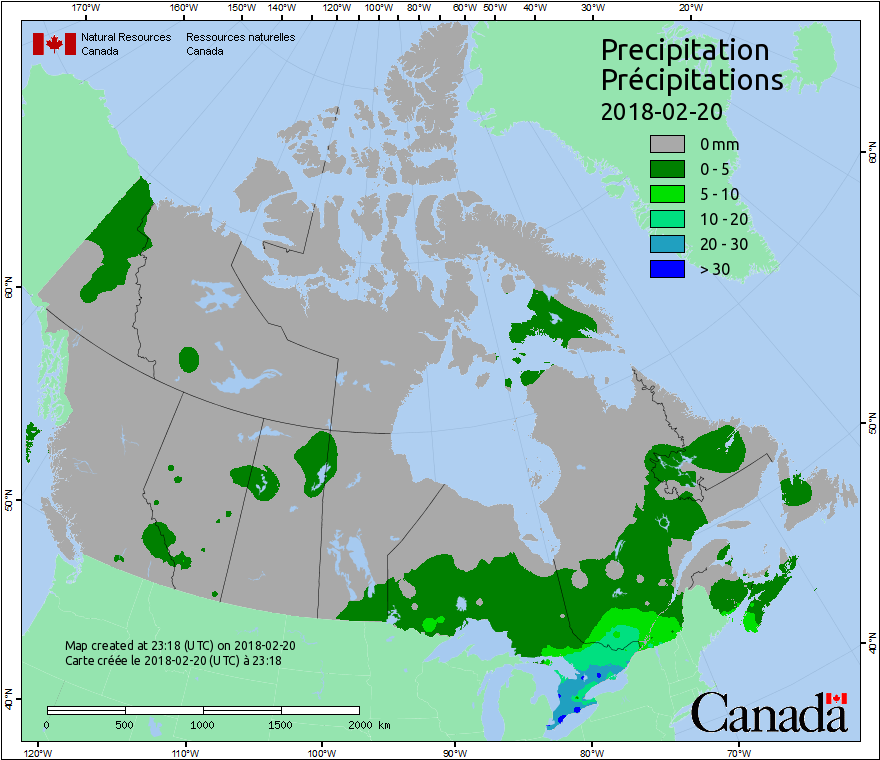 170°W 160°W 150°W 140°W 120°W 100°W 80°W 60°W 50°W 40°W 30°W 20°W
Natural Resources Ressources naturelles
Canada Canada
Precipitation
Précipitations
2018-02-20
0 mm
0 - 5
5 - 10
10 - 20
20 - 30
> 30
60°N
60°N
50°N
50°N
40°N
40°N
Map created at 23:18 (UTC) on 2018-02-20
Carte créée le 2018-02-20 (UTC) à 23:18
0 500 1000 1500 2000 km
Canada
120°W 110°W 100°W 90°W 80°W 70°W